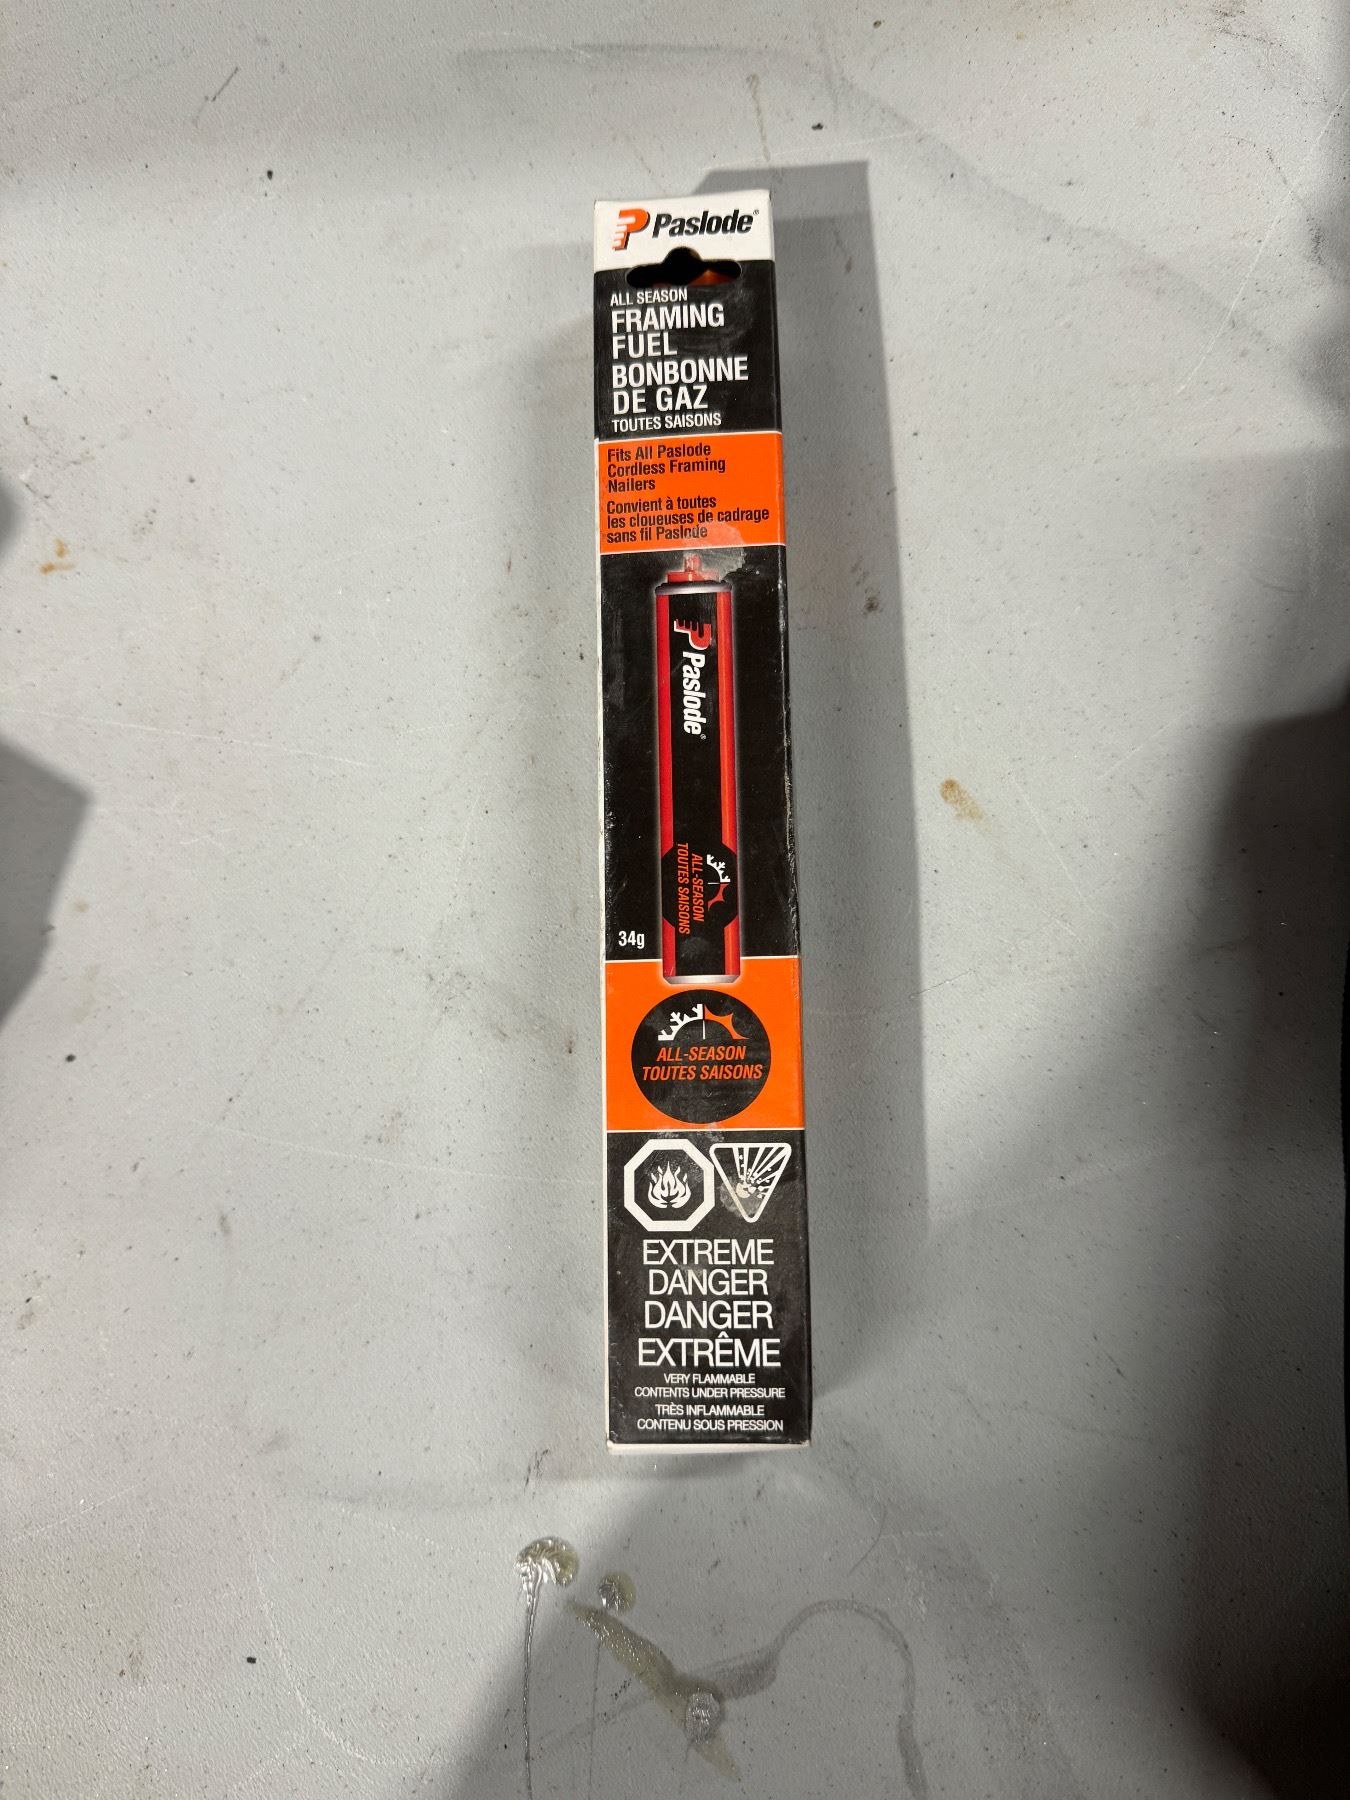 Paslode®
ALL SEASON
FRAMING
FUEL
BONBONNE
DE GAZ
TOUTES SAISONS
Fits All Paslode
Cordless Framing
Nailers
Convient à toutes
les cloueuses de cadrage
sans fil Paslode
Paslode®
ALL-SEASON
TOUTES SAISONS
34g
ALL-SEASON
TOUTES SAISONS
EXTREME
DANGER
DANGER
EXTRÊME
VERY FLAMMABLE
CONTENTS UNDER PRESSURE
TRÈS INFLAMMABLE
CONTENU SOUS PRESSION